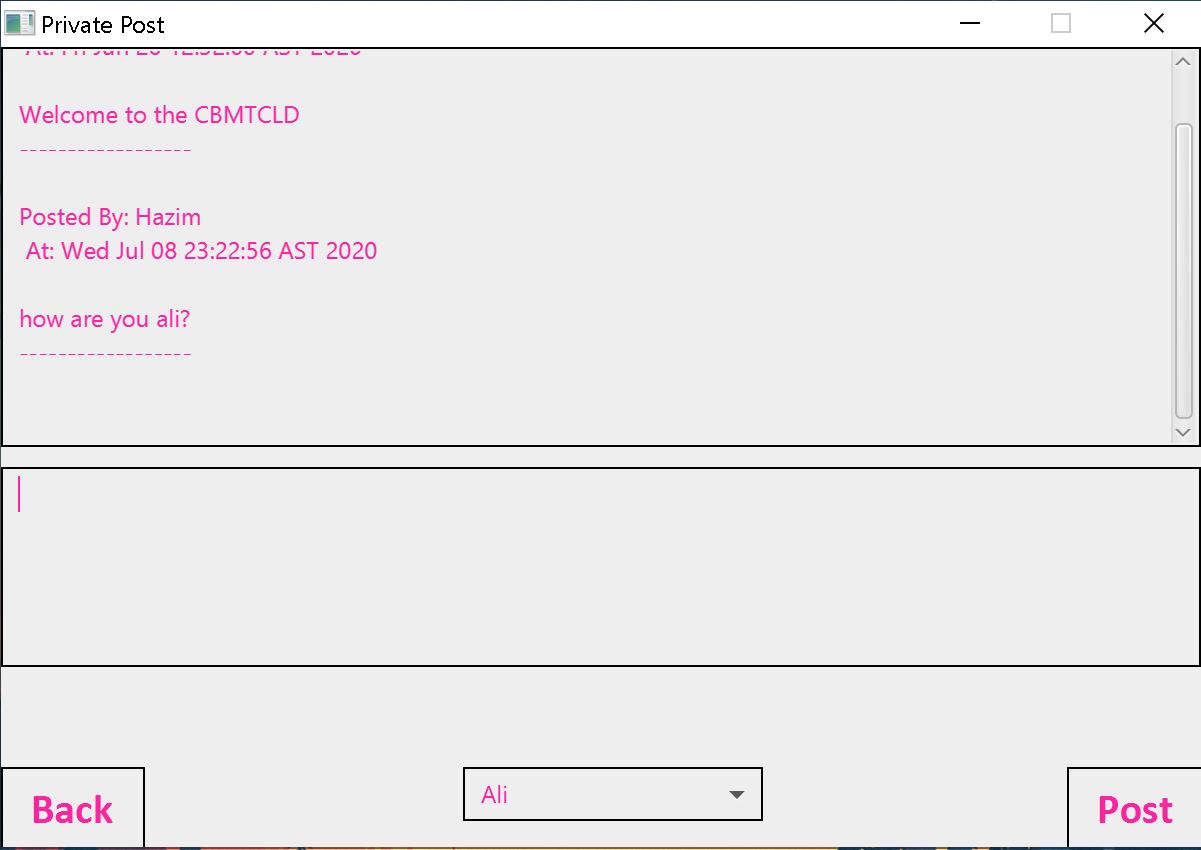 Private Post
Welcome to the CBMTCLD
------------------
Posted By: Hazim
At: Wed Jul 08 23:22:56 AST 2020
how are you ali?
------------------
Ali
Back
Post